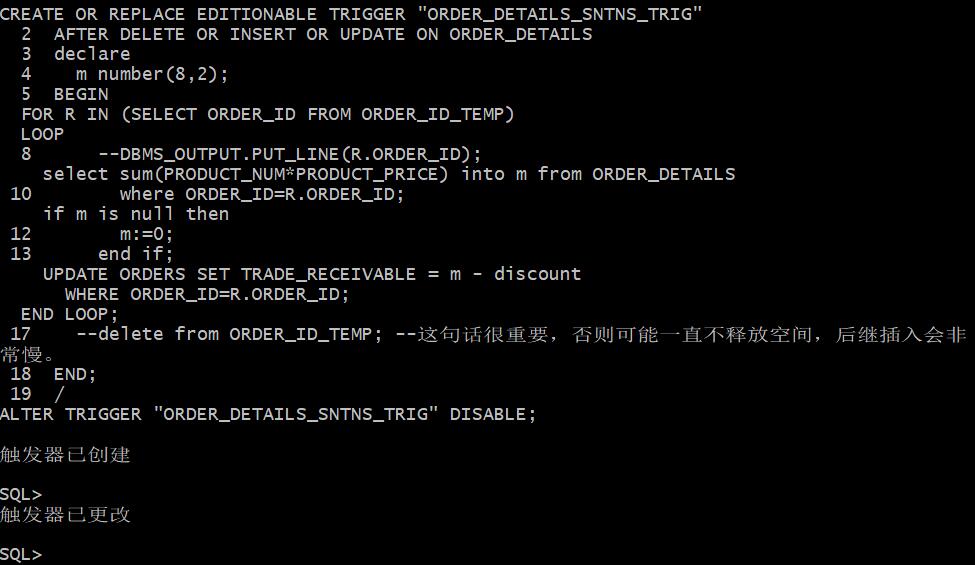 CREATE OR REPLACE EDITIONABLE TRIGGER "ORDER_DETAILS_SNTNS_TRIG"
  2  AFTER DELETE OR INSERT OR UPDATE ON ORDER_DETAILS
  3  declare
  4    m number(8,2);
  5  BEGIN
  FOR R IN (SELECT ORDER_ID FROM ORDER_ID_TEMP)
  LOOP
  8      --DBMS_OUTPUT.PUT_LINE(R.ORDER_ID);
    select sum(PRODUCT_NUM*PRODUCT_PRICE) into m from ORDER_DETAILS
 10        where ORDER_ID=R.ORDER_ID;
    if m is null then
 12        m:=0;
 13      end if;
    UPDATE ORDERS SET TRADE_RECEIVABLE = m - discount
      WHERE ORDER_ID=R.ORDER_ID;
  END LOOP;
 17    --delete from ORDER_ID_TEMP; --这句话很重要，否则可能一直不释放空间，后继插入会非
常慢。
 18  END;
 19  /
ALTER TRIGGER "ORDER_DETAILS_SNTNS_TRIG" DISABLE;
触发器已创建
SQL>
触发器已更改
SQL>